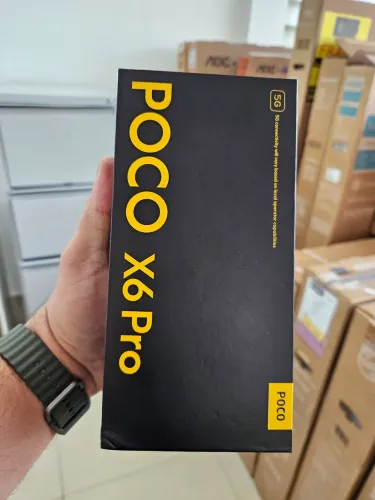 POCO X6 Pro
5G
5G connectivity will vary based on local operator capabilities
POCO